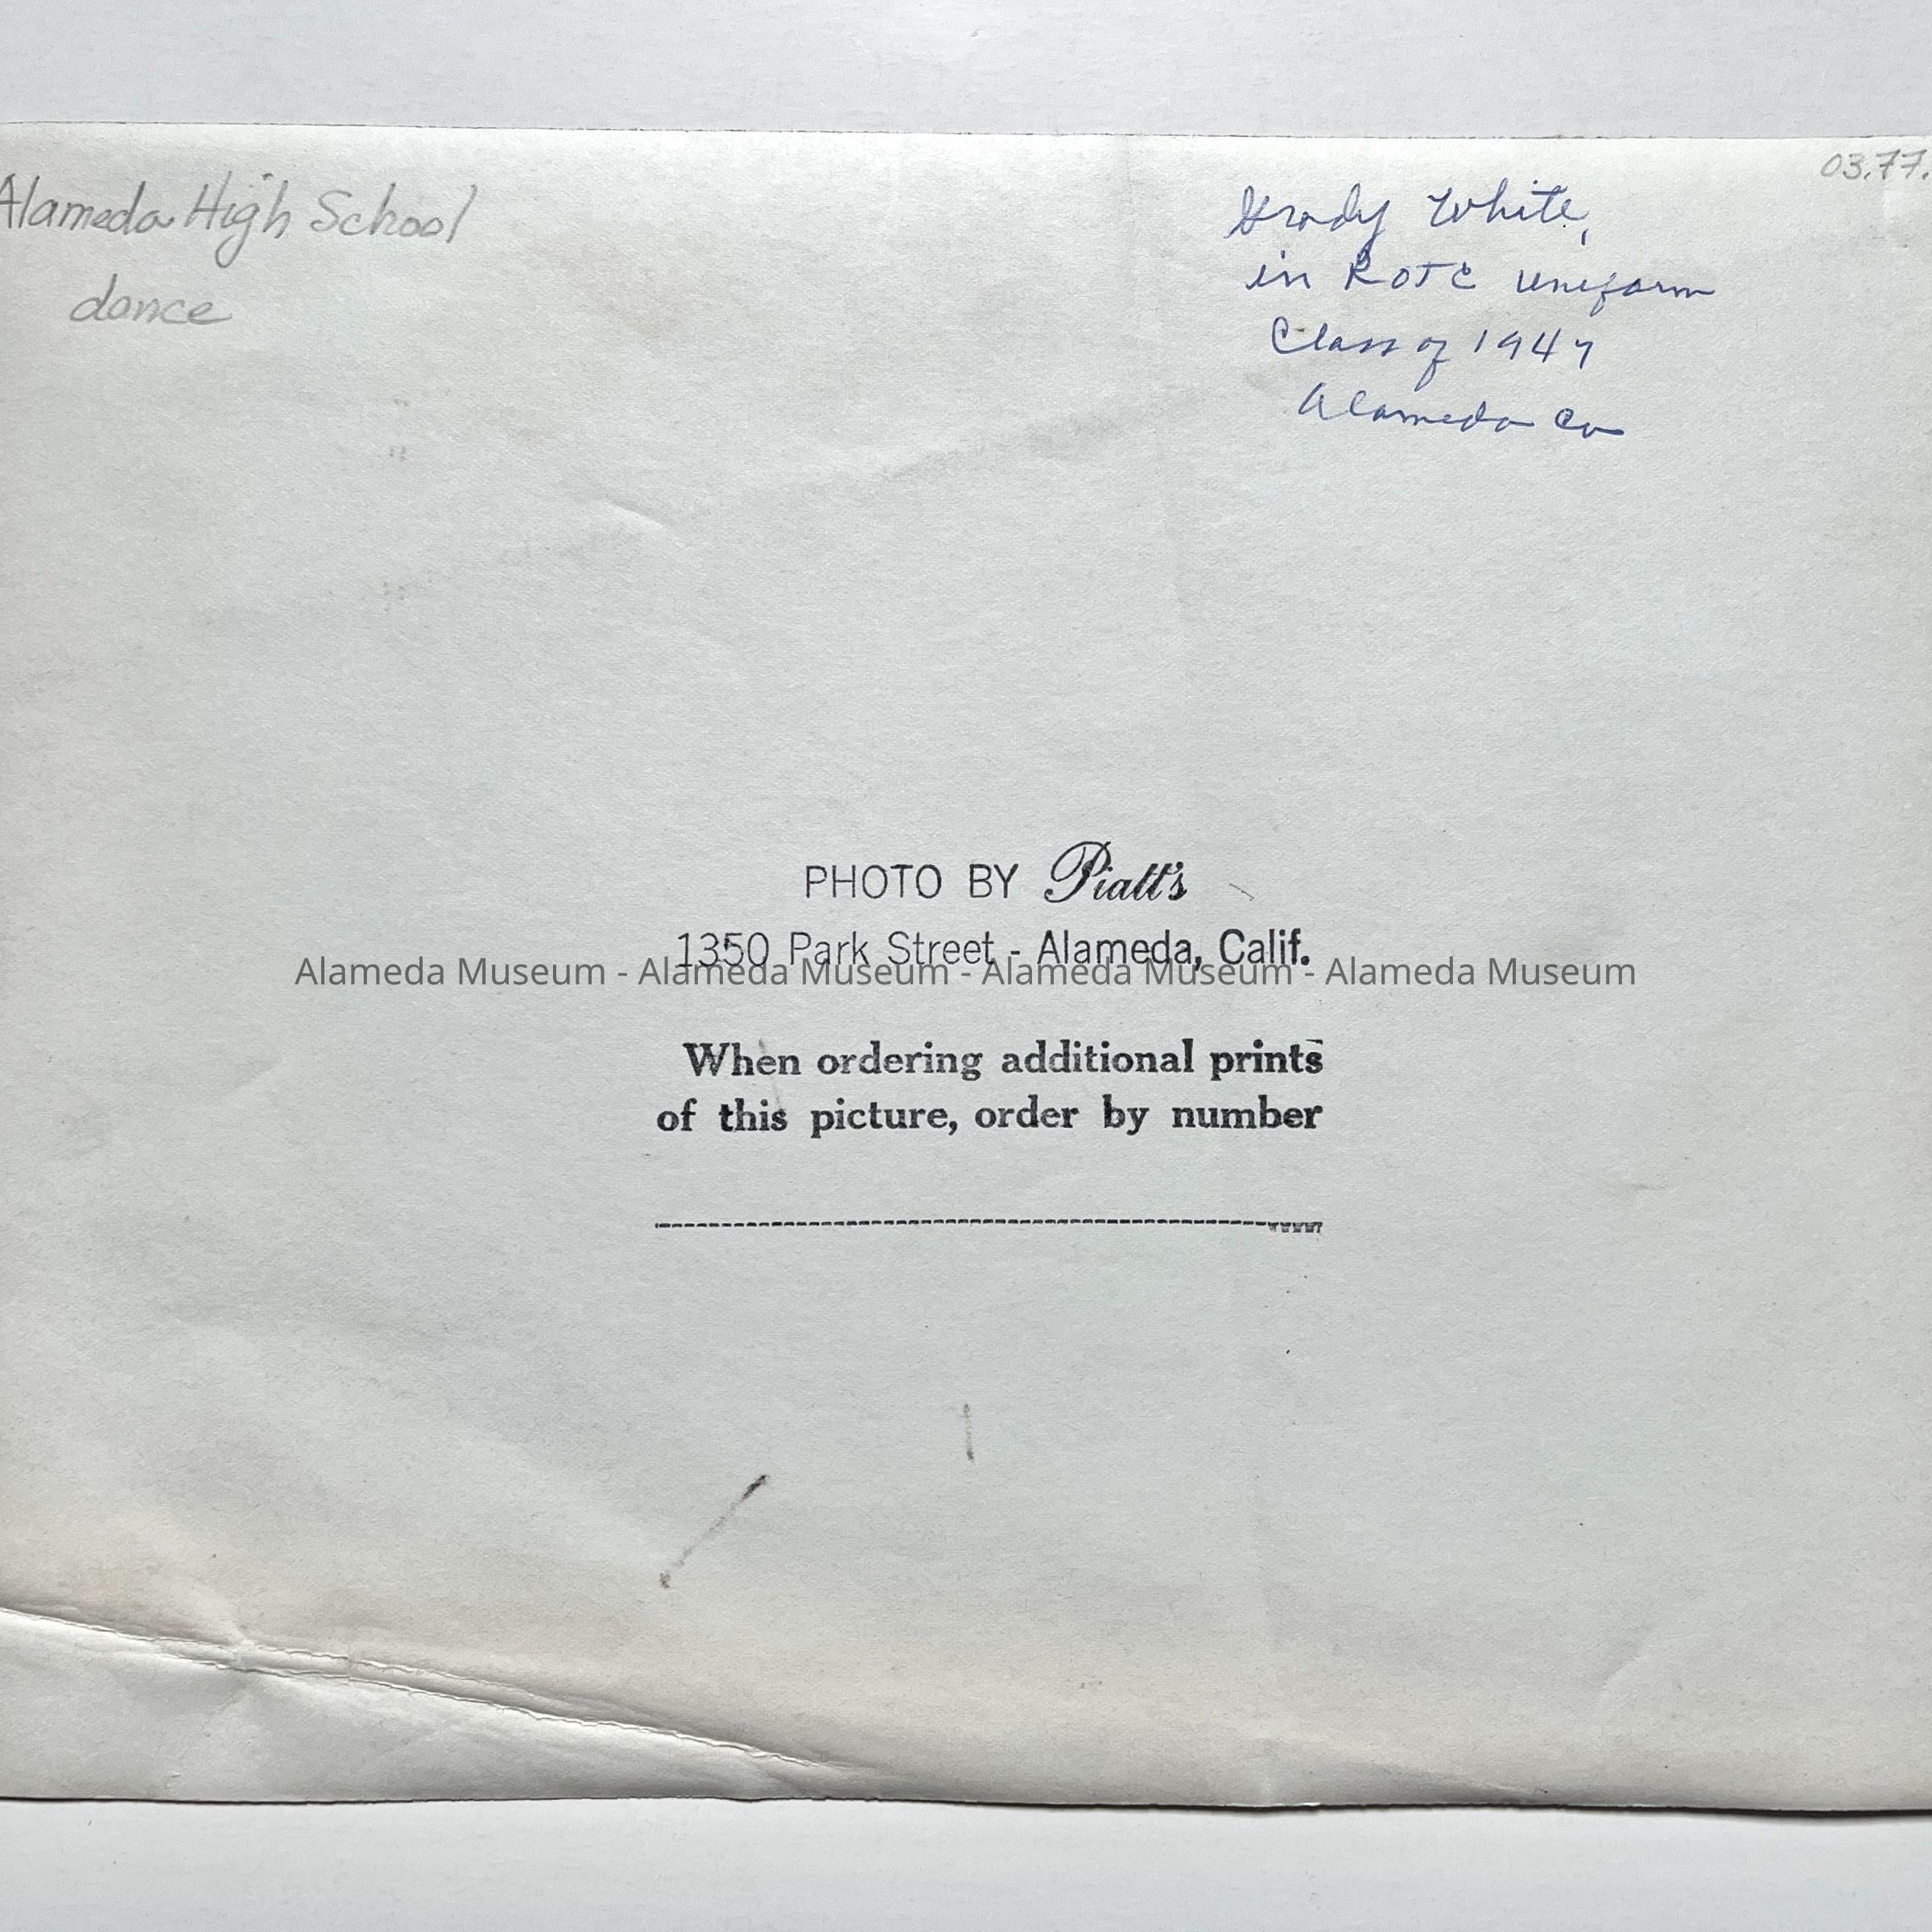 Alameda High School
dance
03.77.
Grady White,
in ROTC uniform
Class of 1947
Alameda Ca
PHOTO BY Piatt's
1350 Park Street - Alameda, Calif.
Alameda Museum - Alameda Museum - Alameda Museum - Alameda Museum
When ordering additional prints
of this picture, order by number